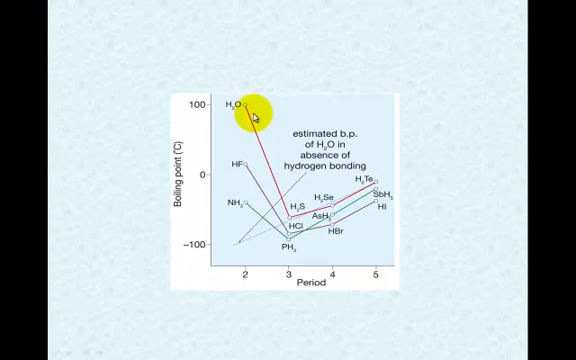 100
H₂O
estimated b.p.
of H₂O in
absence of
hydrogen bonding
Boiling point (°C)
HF
0
H₂Te
NH₃
H₂S
H₂Se
SbH₃
HCl
AsH₃
HI
HBr
−100
PH₃
2 3 4 5
Period